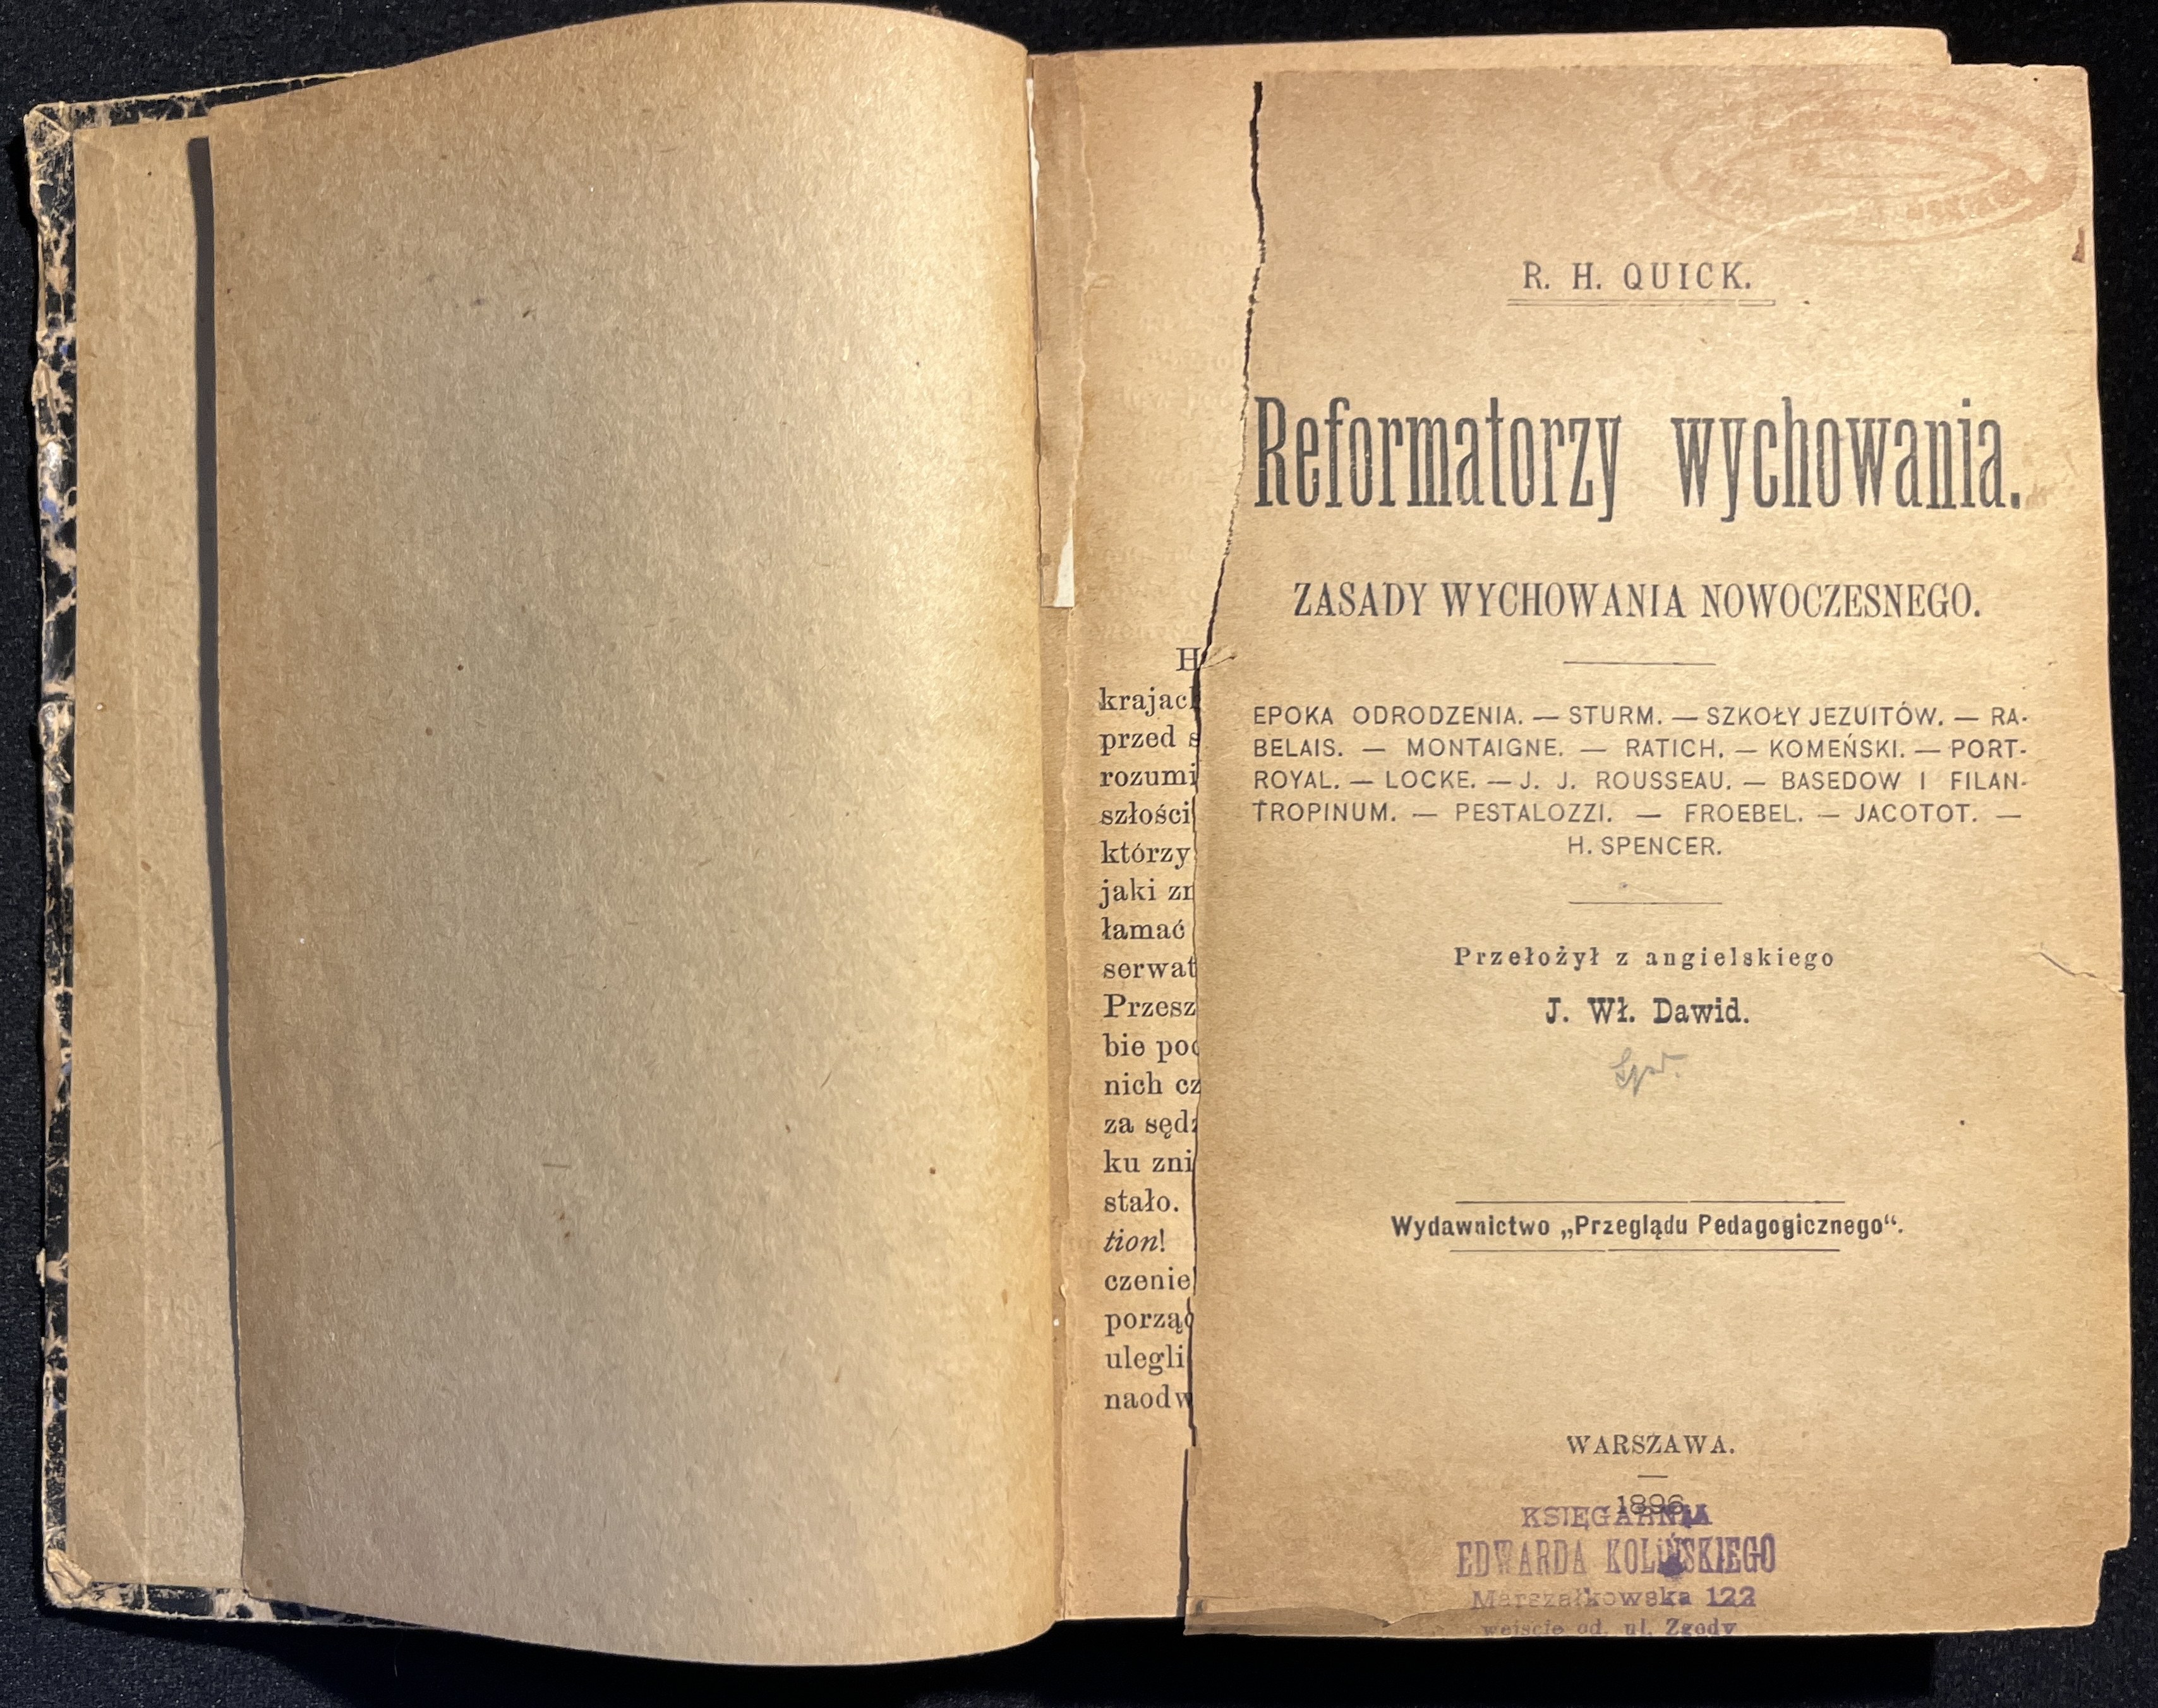 R. H. QUICK.
Reformatorzy wychowania.
ZASADY WYCHOWANIA NOWOCZESNEGO.
EPOKA ODRODZENIA. — STURM. — SZKOŁY JEZUITÓW. — RA-
BELAIS. — MONTAIGNE. — RATICH. — KOMEŃSKI. — PORT-
ROYAL. — LOCKE. — J. J. ROUSSEAU. — BASEDOW I FILAN-
TROPINUM. — PESTALOZZI. — FROEBEL. — JACOTOT. —
H. SPENCER.
Przełożył z angielskiego
J. Wł. Dawid.
Wydawnictwo „Przeglądu Pedagogicznego“.
WARSZAWA.
1896
KSIĘGARNIA
EDWARDA KOLIŃSKIEGO
Marszałkowska 122
wejście od. ul. Zgody
H
krajach
przed s
rozumi
szłości
którzy
jaki zn
łamać
serwat
Przesz
bie poc
nich cz
za sędz
ku zni
stało.
tion!
czenie
porząd
ulegli
naodw